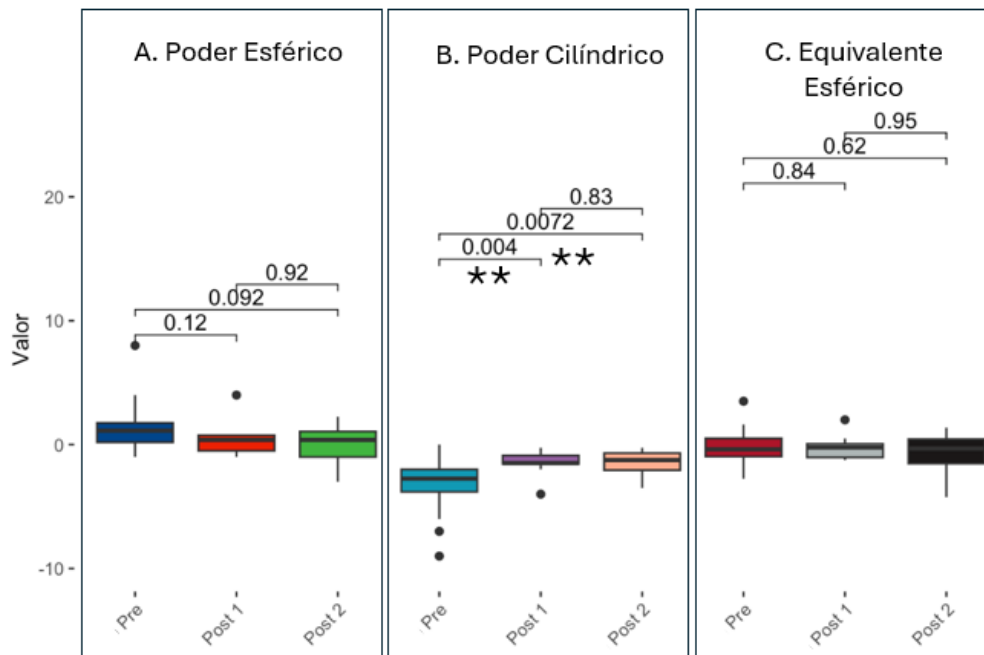 A. Poder Esférico
B. Poder Cilíndrico
C. Equivalente
Esférico
Valor
20
10
0
-10
0.92
0.092
0.12
0.83
0.0072
0.004
**
**
0.95
0.62
0.84
Pre
Post 1
Post 2
Pre
Post 1
Post 2
Pre
Post 1
Post 2